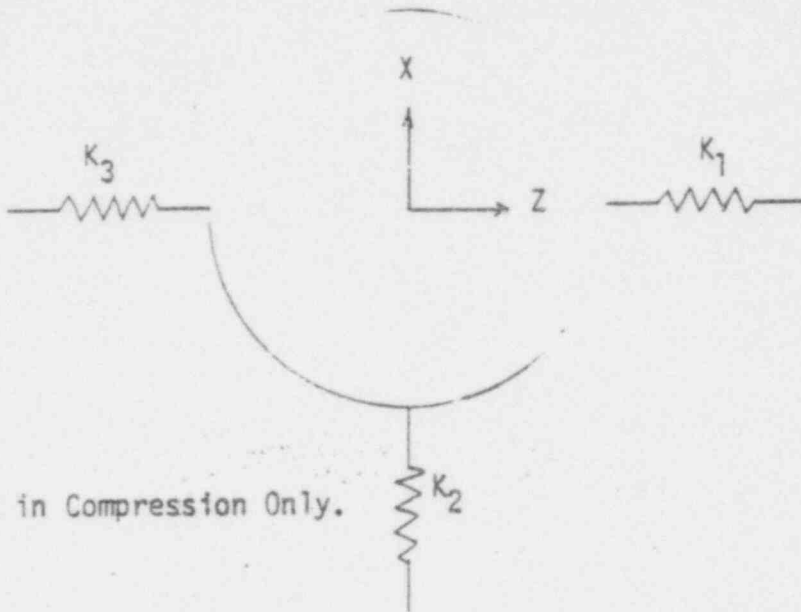 X
K₃
K₁
Z
K₂
in Compression Only.